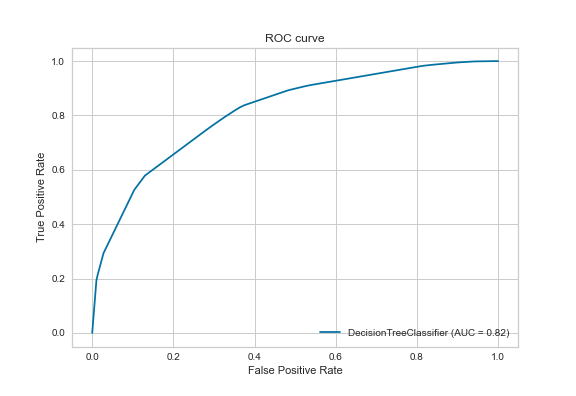 ROC curve
True Positive Rate
1.0
0.8
0.6
0.4
0.2
0.0
DecisionTreeClassifier (AUC = 0.82)
0.0 0.2 0.4 0.6 0.8 1.0
False Positive Rate